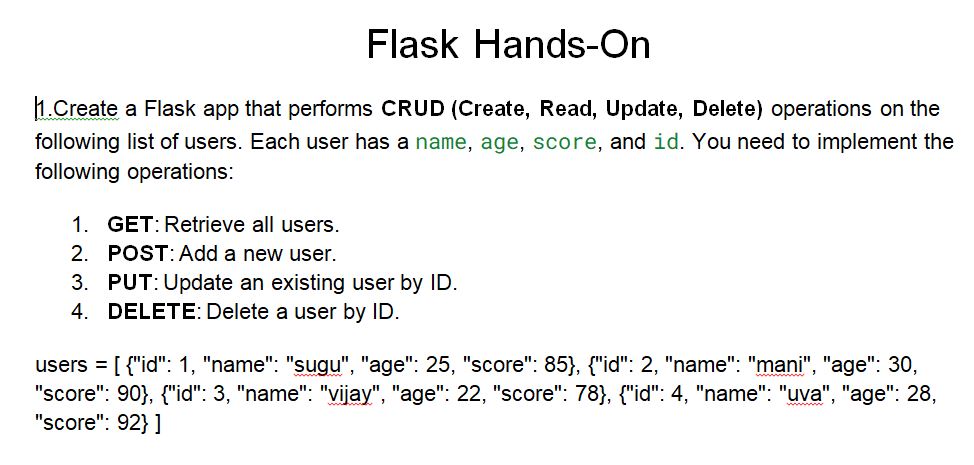 Flask Hands-On
1.Create a Flask app that performs CRUD (Create, Read, Update, Delete) operations on the
following list of users. Each user has a name, age, score, and id. You need to implement the
following operations:
1. GET: Retrieve all users.
2. POST: Add a new user.
3. PUT: Update an existing user by ID.
4. DELETE: Delete a user by ID.
users = [ {"id": 1, "name": "sugu", "age": 25, "score": 85}, {"id": 2, "name": "mani", "age": 30,
"score": 90}, {"id": 3, "name": "vijay", "age": 22, "score": 78}, {"id": 4, "name": "uva", "age": 28,
"score": 92} ]